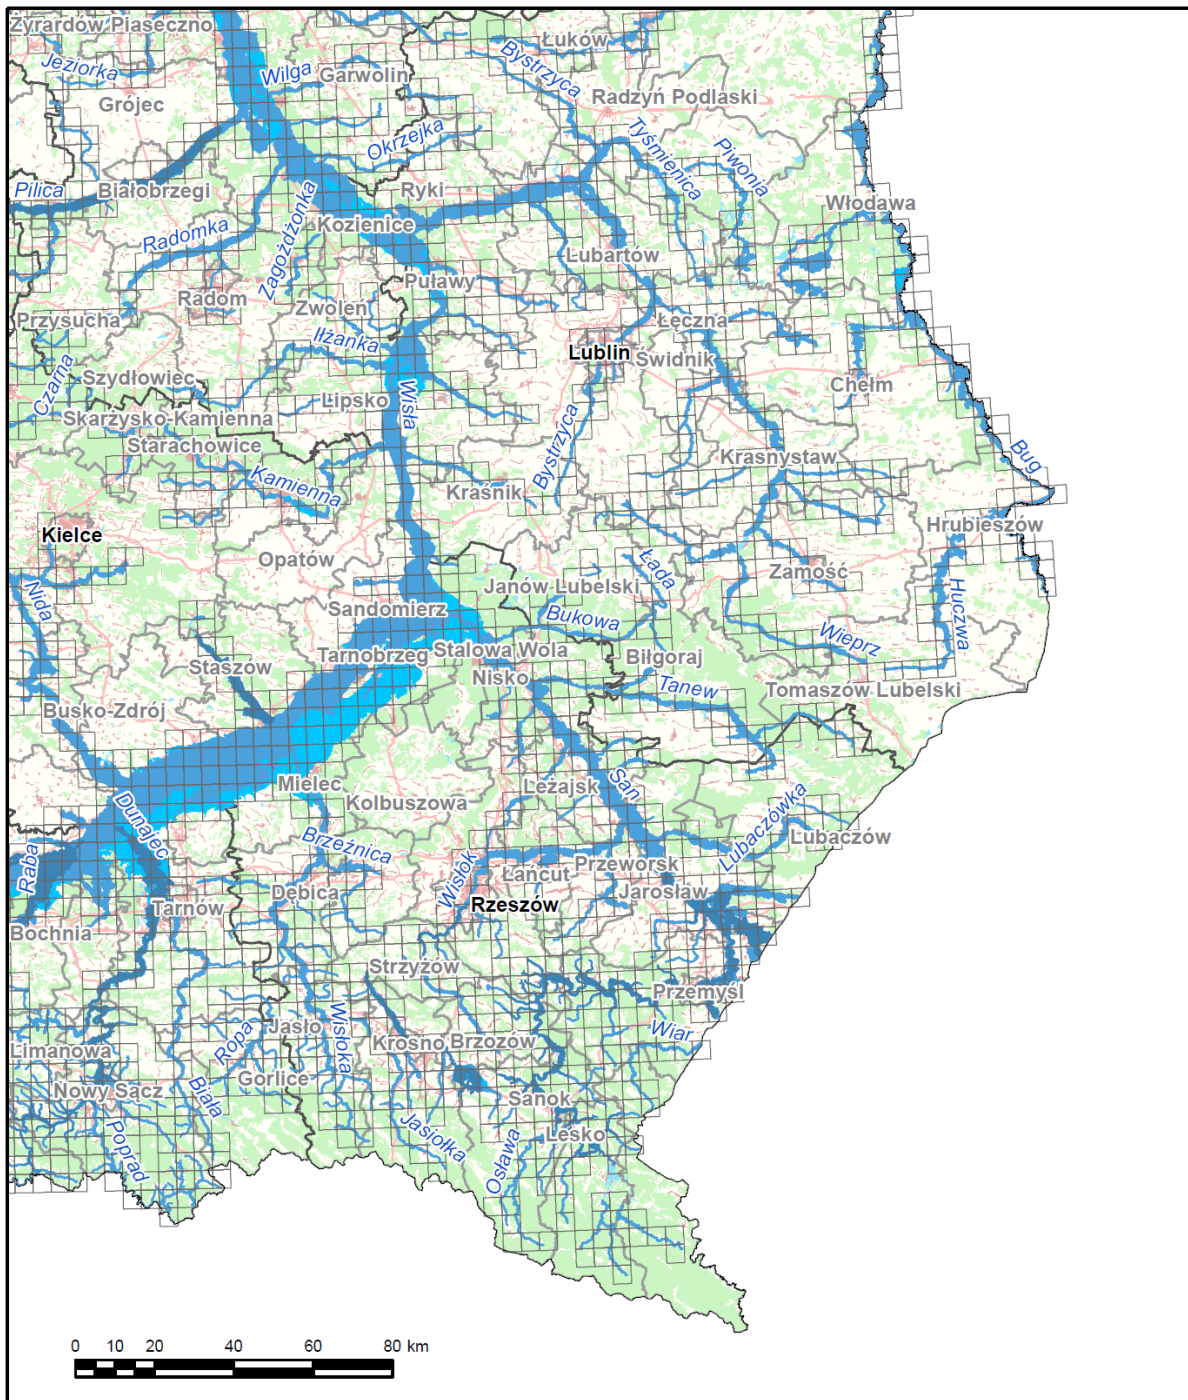 Żyrardów Piaseczno
Łuków
Jeziorka
Wilga
Garwolin
Bystrzyca
Grójec
Radzyń Podlaski
Okrzejka
Tyśmienica
Piwonia
Pilica
Białobrzegi
Ryki
Włodawa
Radomka
Zagożdżonka
Kozienice
Lubartów
Puławy
Radom
Zwoleń
Przysucha
Łęczna
Iłżanka
Lublin
Świdnik
Czarna
Szydłowiec
Chełm
Lipsko
Wisła
Skarżysko-Kamienna
Starachowice
Bystrzyca
Krasnystaw
Bug
Kamienna
Kraśnik
Kielce
Hrubieszów
Opatów
Łada
Zamość
Nida
Janów Lubelski
Sandomierz
Bukowa
Huczwa
Wieprz
Staszów
Tarnobrzeg
Stalowa Wola
Biłgoraj
Nisko
Tanew
Tomaszów Lubelski
Busko-Zdrój
Mielec
Leżajsk
San
Kolbuszowa
Dunajec
Lubaczówka
Lubaczów
Brzeźnica
Raba
Wisłok
Łańcut
Przeworsk
Dębica
Jarosław
Tarnów
Rzeszów
Bochnia
Strzyżów
Przemyśl
Jasło
Wisłoka
Wiar
Limanowa
Ropa
Krosno
Brzozów
Nowy Sącz
Gorlice
Biała
Sanok
Jasiołka
Lesko
Poprad
Osława
0 10 20 40 60 80 km